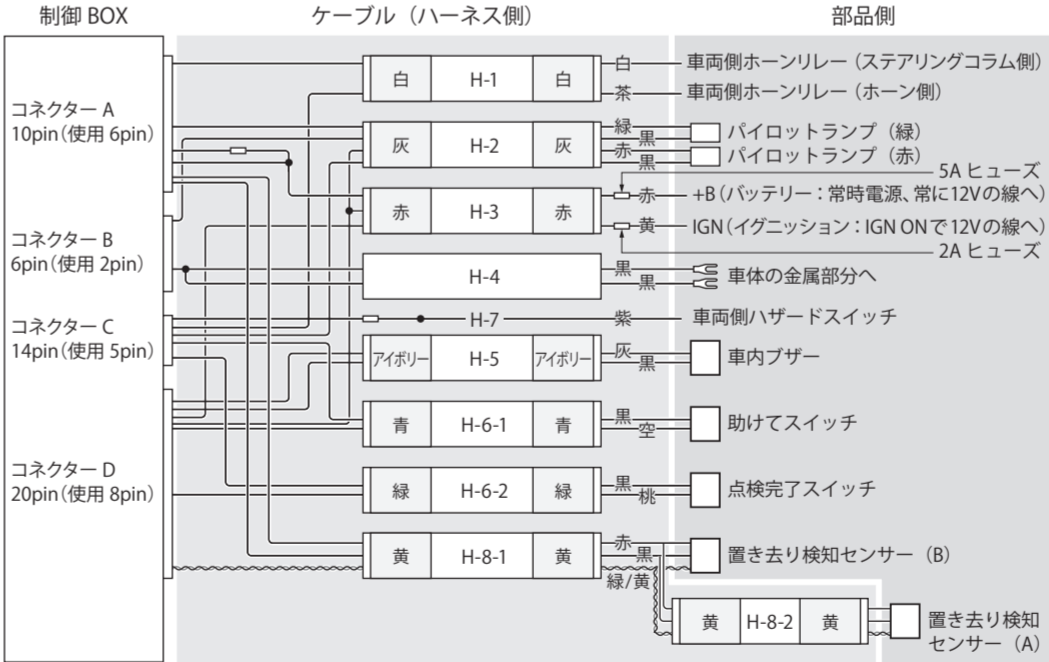 制御 BOX
ケーブル（ハーネス側）
部品側
コネクター A
10pin（使用 6pin）
コネクター B
6pin（使用 2pin）
コネクター C
14pin（使用 5pin）
コネクター D
20pin（使用 8pin）
白 H-1 白
白 車両側ホーンリレー（ステアリングコラム側）
茶 車両側ホーンリレー（ホーン側）
灰 H-2 灰
緑
黒
パイロットランプ（緑）
赤
黒
パイロットランプ（赤）
5A ヒューズ
赤 H-3 赤
赤 +B（バッテリー：常時電源、常に12Vの線へ）
黄 IGN（イグニッション：IGN ONで12Vの線へ）
2A ヒューズ
H-4
黒
黒
車体の金属部分へ
H-7 紫 車両側ハザードスイッチ
アイボリー H-5 アイボリー
灰
黒
車内ブザー
青 H-6-1 青
黒
空
助けてスイッチ
緑 H-6-2 緑
黒
桃
点検完了スイッチ
黄 H-8-1 黄
赤
黒
緑/黄
置き去り検知センサー（B）
黄 H-8-2 黄
置き去り検知
センサー（A）